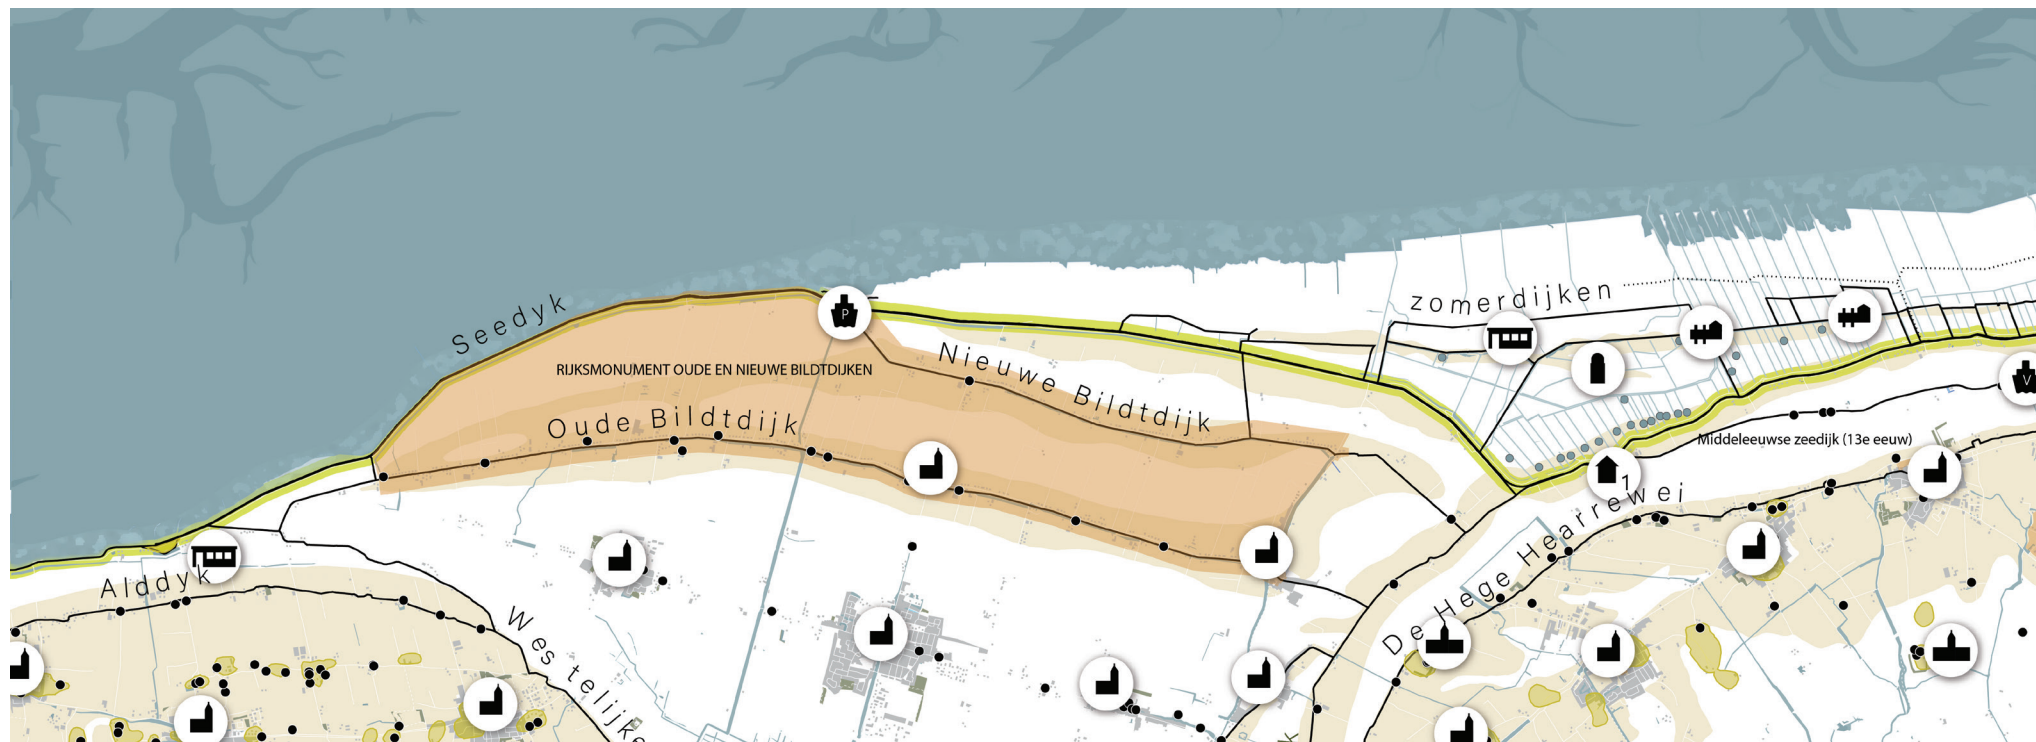 zomerdijken
Seedyk
P
RIJKSMONUMENT OUDE EN NIEUWE BILDTDIJKEN
Nieuwe Bildtdijk
V
Oude Bildtdijk
Middeleeuwse zeedijk (13e eeuw)
1
De Hege Hearrewei
Alddyk
Westelijke